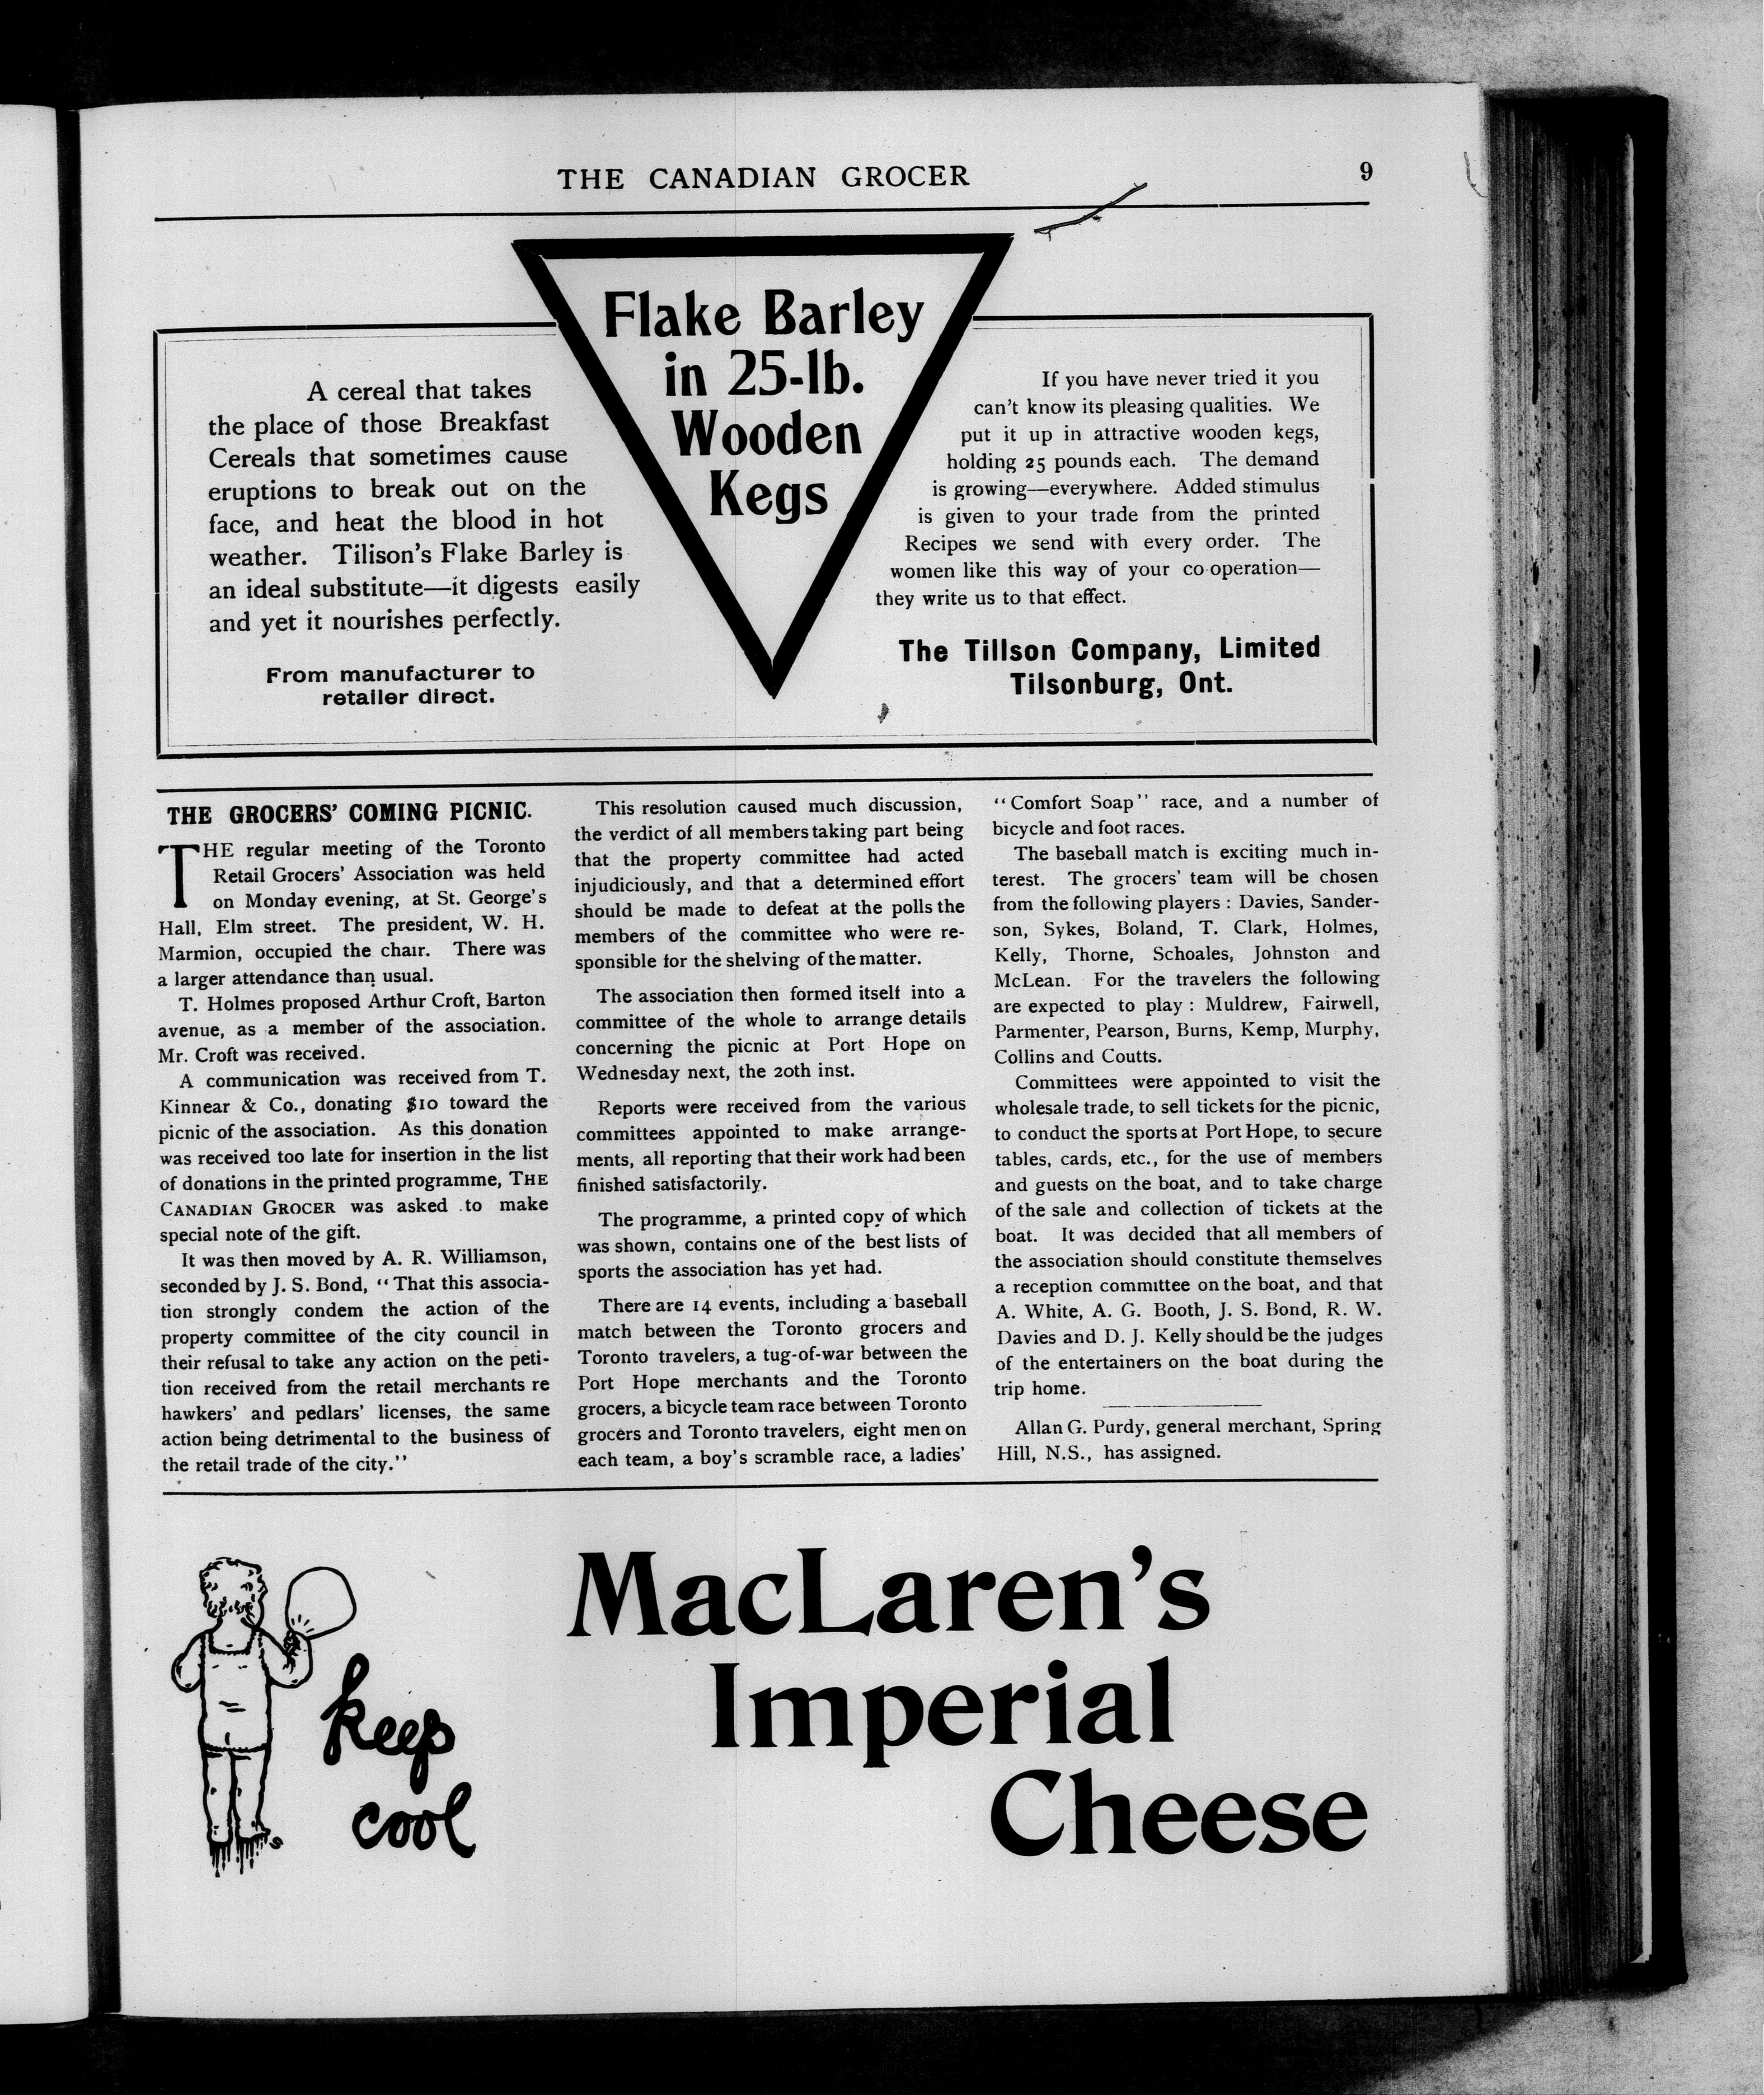 THE CANADIAN GROCER
9
Flake Barley
in 25-lb.
Wooden
Kegs
A cereal that takes
the place of those Breakfast
Cereals that sometimes cause
eruptions to break out on the
face, and heat the blood in hot
weather. Tilison's Flake Barley is
an ideal substitute—it digests easily
and yet it nourishes perfectly.
From manufacturer to
retailer direct.
If you have never tried it you
can't know its pleasing qualities. We
put it up in attractive wooden kegs,
holding 25 pounds each. The demand
is growing—everywhere. Added stimulus
is given to your trade from the printed
Recipes we send with every order. The
women like this way of your co-operation—
they write us to that effect.
The Tillson Company, Limited
Tilsonburg, Ont.
THE GROCERS' COMING PICNIC.
THE regular meeting of the Toronto
Retail Grocers' Association was held
on Monday evening, at St. George's
Hall, Elm street. The president, W. H.
Marmion, occupied the chair. There was
a larger attendance than usual.
T. Holmes proposed Arthur Croft, Barton
avenue, as a member of the association.
Mr. Croft was received.
A communication was received from T.
Kinnear & Co., donating $10 toward the
picnic of the association. As this donation
was received too late for insertion in the list
of donations in the printed programme, THE
CANADIAN GROCER was asked to make
special note of the gift.
It was then moved by A. R. Williamson,
seconded by J. S. Bond, "That this associa-
tion strongly condem the action of the
property committee of the city council in
their refusal to take any action on the peti-
tion received from the retail merchants re
hawkers' and pedlars' licenses, the same
action being detrimental to the business of
the retail trade of the city."
This resolution caused much discussion,
the verdict of all members taking part being
that the property committee had acted
injudiciously, and that a determined effort
should be made to defeat at the polls the
members of the committee who were re-
sponsible for the shelving of the matter.
The association then formed itself into a
committee of the whole to arrange details
concerning the picnic at Port Hope on
Wednesday next, the 20th inst.
Reports were received from the various
committees appointed to make arrange-
ments, all reporting that their work had been
finished satisfactorily.
The programme, a printed copy of which
was shown, contains one of the best lists of
sports the association has yet had.
There are 14 events, including a baseball
match between the Toronto grocers and
Toronto travelers, a tug-of-war between the
Port Hope merchants and the Toronto
grocers, a bicycle team race between Toronto
grocers and Toronto travelers, eight men on
each team, a boy's scramble race, a ladies'
"Comfort Soap" race, and a number of
bicycle and foot races.
The baseball match is exciting much in-
terest. The grocers' team will be chosen
from the following players : Davies, Sander-
son, Sykes, Boland, T. Clark, Holmes,
Kelly, Thorne, Schoales, Johnston and
McLean. For the travelers the following
are expected to play : Muldrew, Fairwell,
Parmenter, Pearson, Burns, Kemp, Murphy,
Collins and Coutts.
Committees were appointed to visit the
wholesale trade, to sell tickets for the picnic,
to conduct the sports at Port Hope, to secure
tables, cards, etc., for the use of members
and guests on the boat, and to take charge
of the sale and collection of tickets at the
boat. It was decided that all members of
the association should constitute themselves
a reception committee on the boat, and that
A. White, A. G. Booth, J. S. Bond, R. W.
Davies and D. J. Kelly should be the judges
of the entertainers on the boat during the
trip home.
Allan G. Purdy, general merchant, Spring
Hill, N.S., has assigned.
keep
cool
MacLaren's
Imperial
Cheese